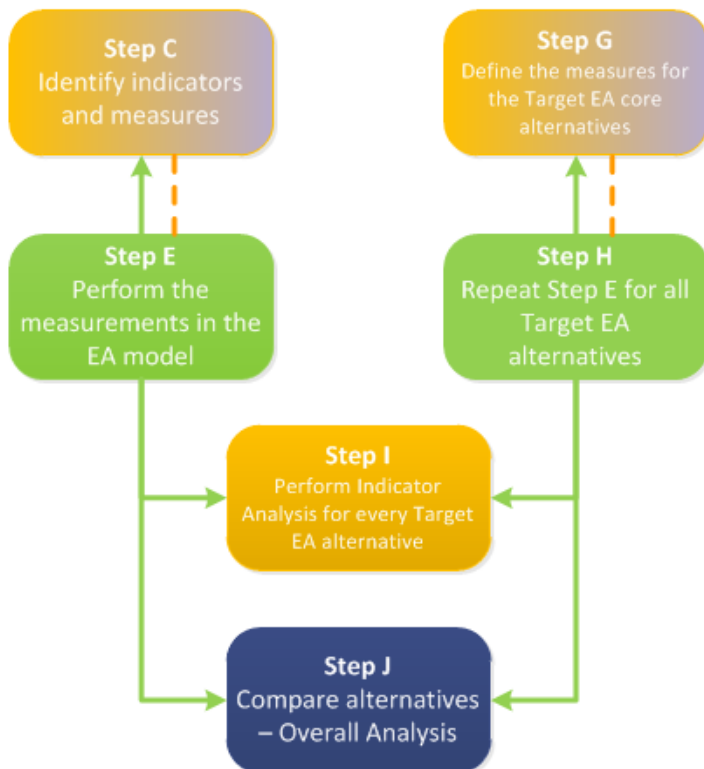 Step C
Identify indicators
and measures
Step G
Define the measures for
the Target EA core
alternatives
Step E
Perform the
measurements in the
EA model
Step H
Repeat Step E for all
Target EA
alternatives
Step I
Perform Indicator
Analysis for every Target
EA alternative
Step J
Compare alternatives
– Overall Analysis